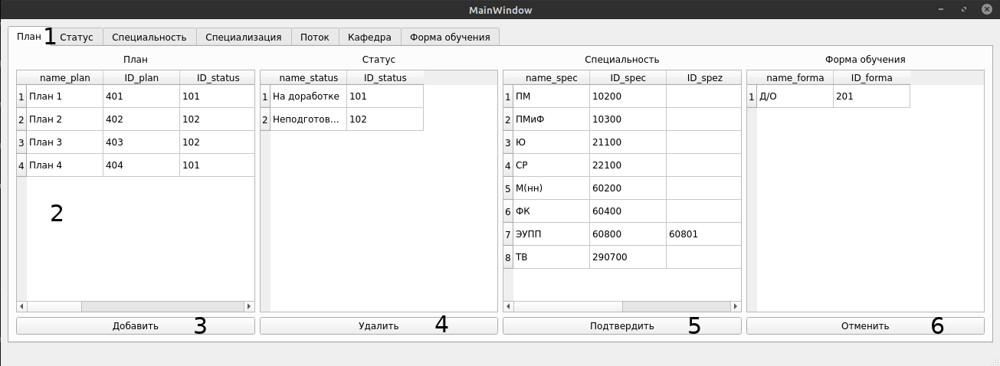 MainWindow
План 1 Статус Специальность Специализация Поток Кафедра Форма обучения
План Статус Специальность Форма обучения
name_plan ID_plan ID_status name_status ID_status name_spec ID_spec ID_spez name_forma ID_forma
1 План 1 401 101 1 На доработке 101 1 ПМ 10200 1 Д/О 201
2 План 2 402 102 2 Неподготов... 102 2 ПМиФ 10300
3 План 3 403 102 3 Ю 21100
4 План 4 404 101 4 СР 22100
5 М(нн) 60200
2 6 ФК 60400
7 ЭУПП 60800 60801
8 ТВ 290700
Добавить 3 Удалить 4 Подтвердить 5 Отменить 6